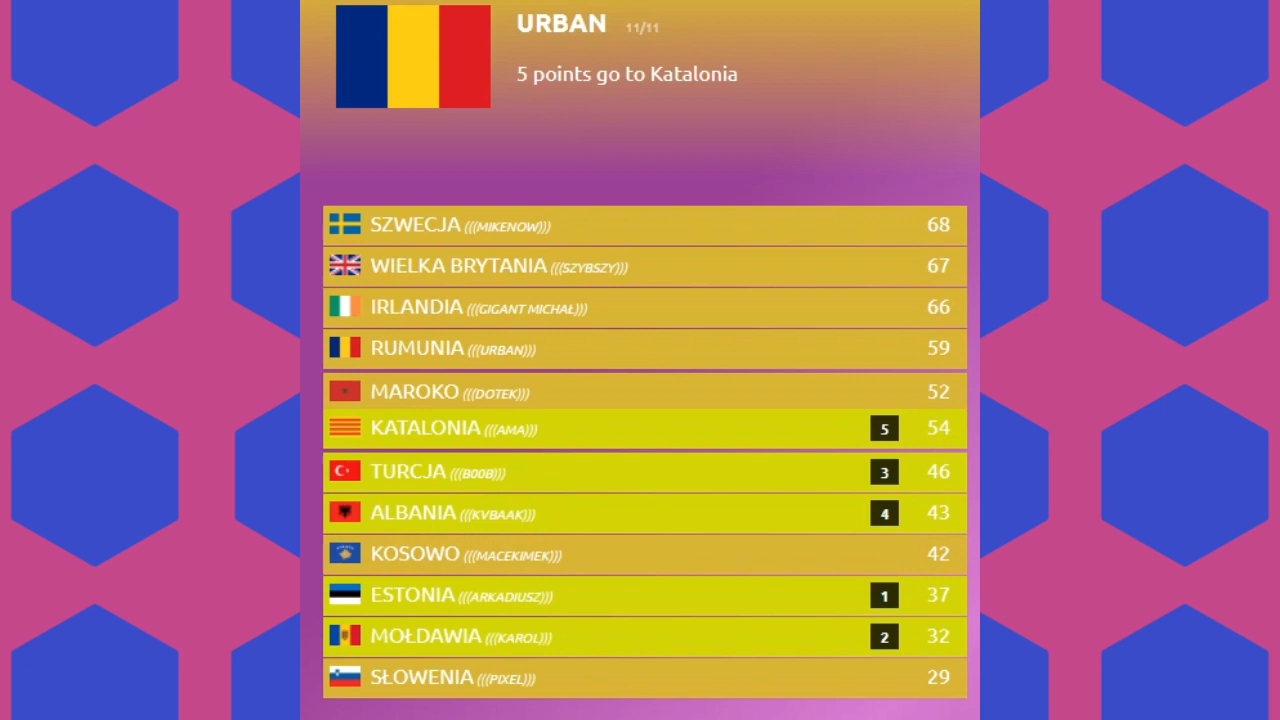 URBAN 11/11
5 points go to Katalonia
SZWECJA (((MIKENOW))) 68
WIELKA BRYTANIA (((SZYBSZY))) 67
IRLANDIA (((GIGANT MICHAŁ))) 66
RUMUNIA (((URBAN))) 59
MAROKO (((DOTEK))) 52
KATALONIA (((AMA))) 5 54
TURCJA (((B00B))) 3 46
ALBANIA (((KVBAAK))) 4 43
KOSOWO (((MACEKIMEK))) 42
ESTONIA (((ARKADIUSZ))) 1 37
MOŁDAWIA (((KAROL))) 2 32
SŁOWENIA (((PIXEL))) 29